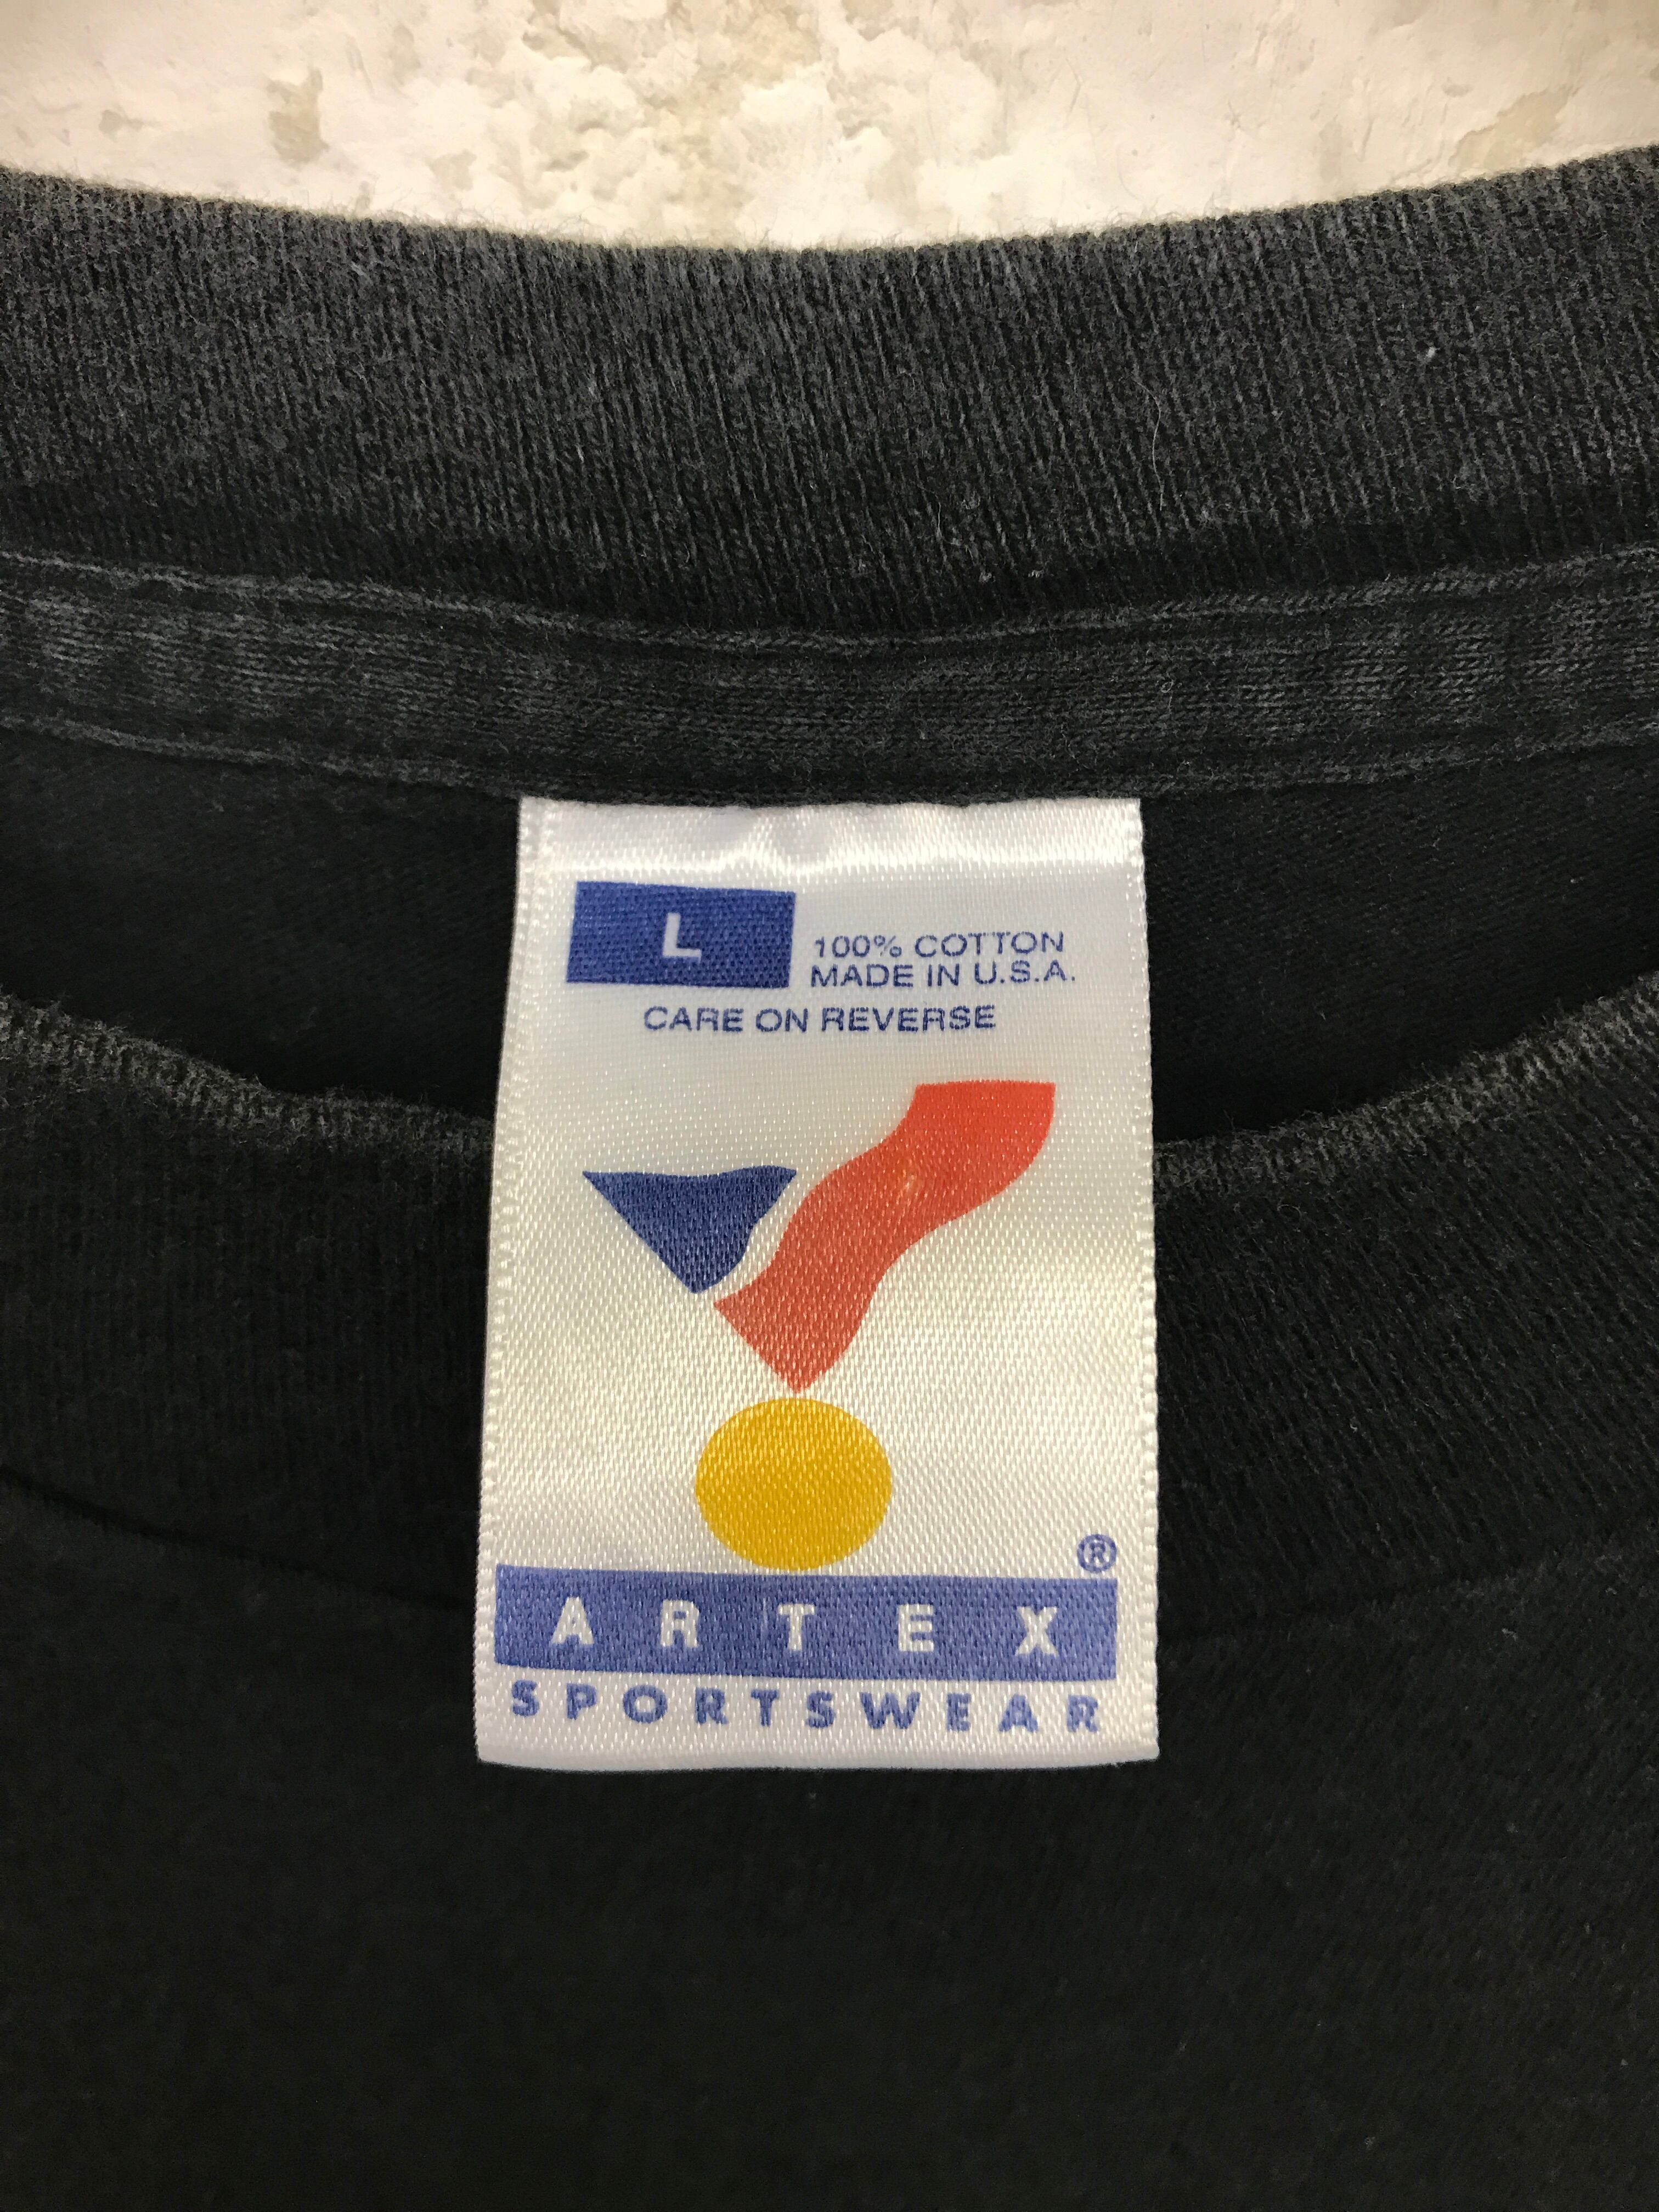 L
100% COTTON
MADE IN U.S.A.
CARE ON REVERSE
®
ARTEX
SPORTSWEAR